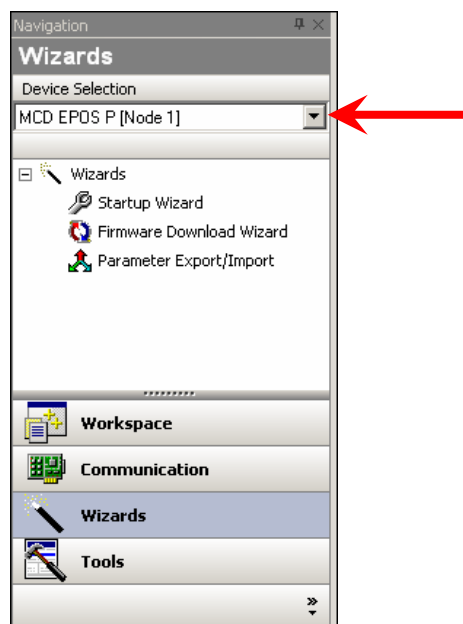 Navigation
Wizards
Device Selection
MCD EPOS P [Node 1]
Wizards
Startup Wizard
Firmware Download Wizard
Parameter Export/Import
Workspace
Communication
Wizards
Tools